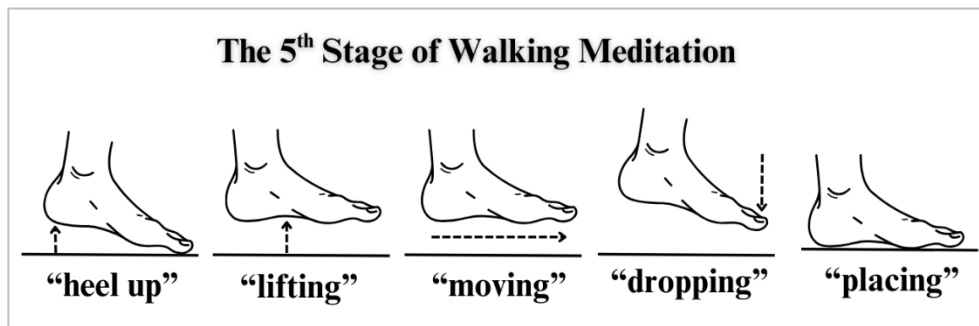 The 5th Stage of Walking Meditation
“heel up” “lifting” “moving” “dropping” “placing”